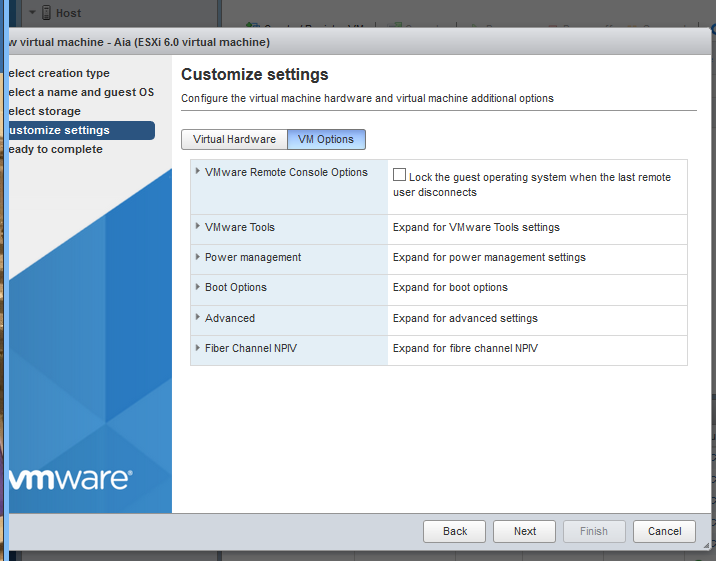 Host
w virtual machine - Aia (ESXi 6.0 virtual machine)
elect creation type
elect a name and guest OS
elect storage
ustomize settings
eady to complete
Customize settings
Configure the virtual machine hardware and virtual machine additional options
Virtual Hardware
VM Options
VMware Remote Console Options
Lock the guest operating system when the last remote
user disconnects
VMware Tools
Expand for VMware Tools settings
Power management
Expand for power management settings
Boot Options
Expand for boot options
Advanced
Expand for advanced settings
Fiber Channel NPIV
Expand for fibre channel NPIV
vmware®
Back
Next
Finish
Cancel